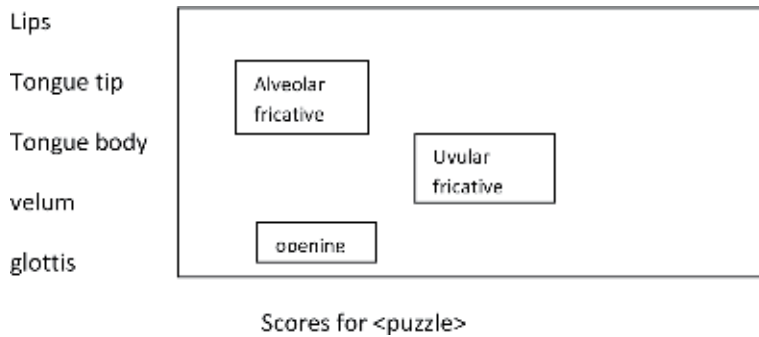 Lips
Tongue tip
Tongue body
velum
glottis
Alveolar
fricative
Uvular
fricative
opening
Scores for <puzzle>